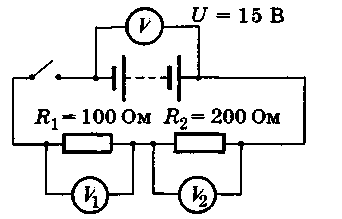 V U = 15 В
R₁ = 100 Ом R₂ = 200 Ом
V₁ V₂